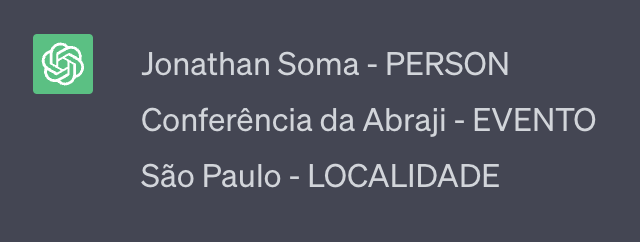 Jonathan Soma - PERSON
Conferência da Abraji - EVENTO
São Paulo - LOCALIDADE